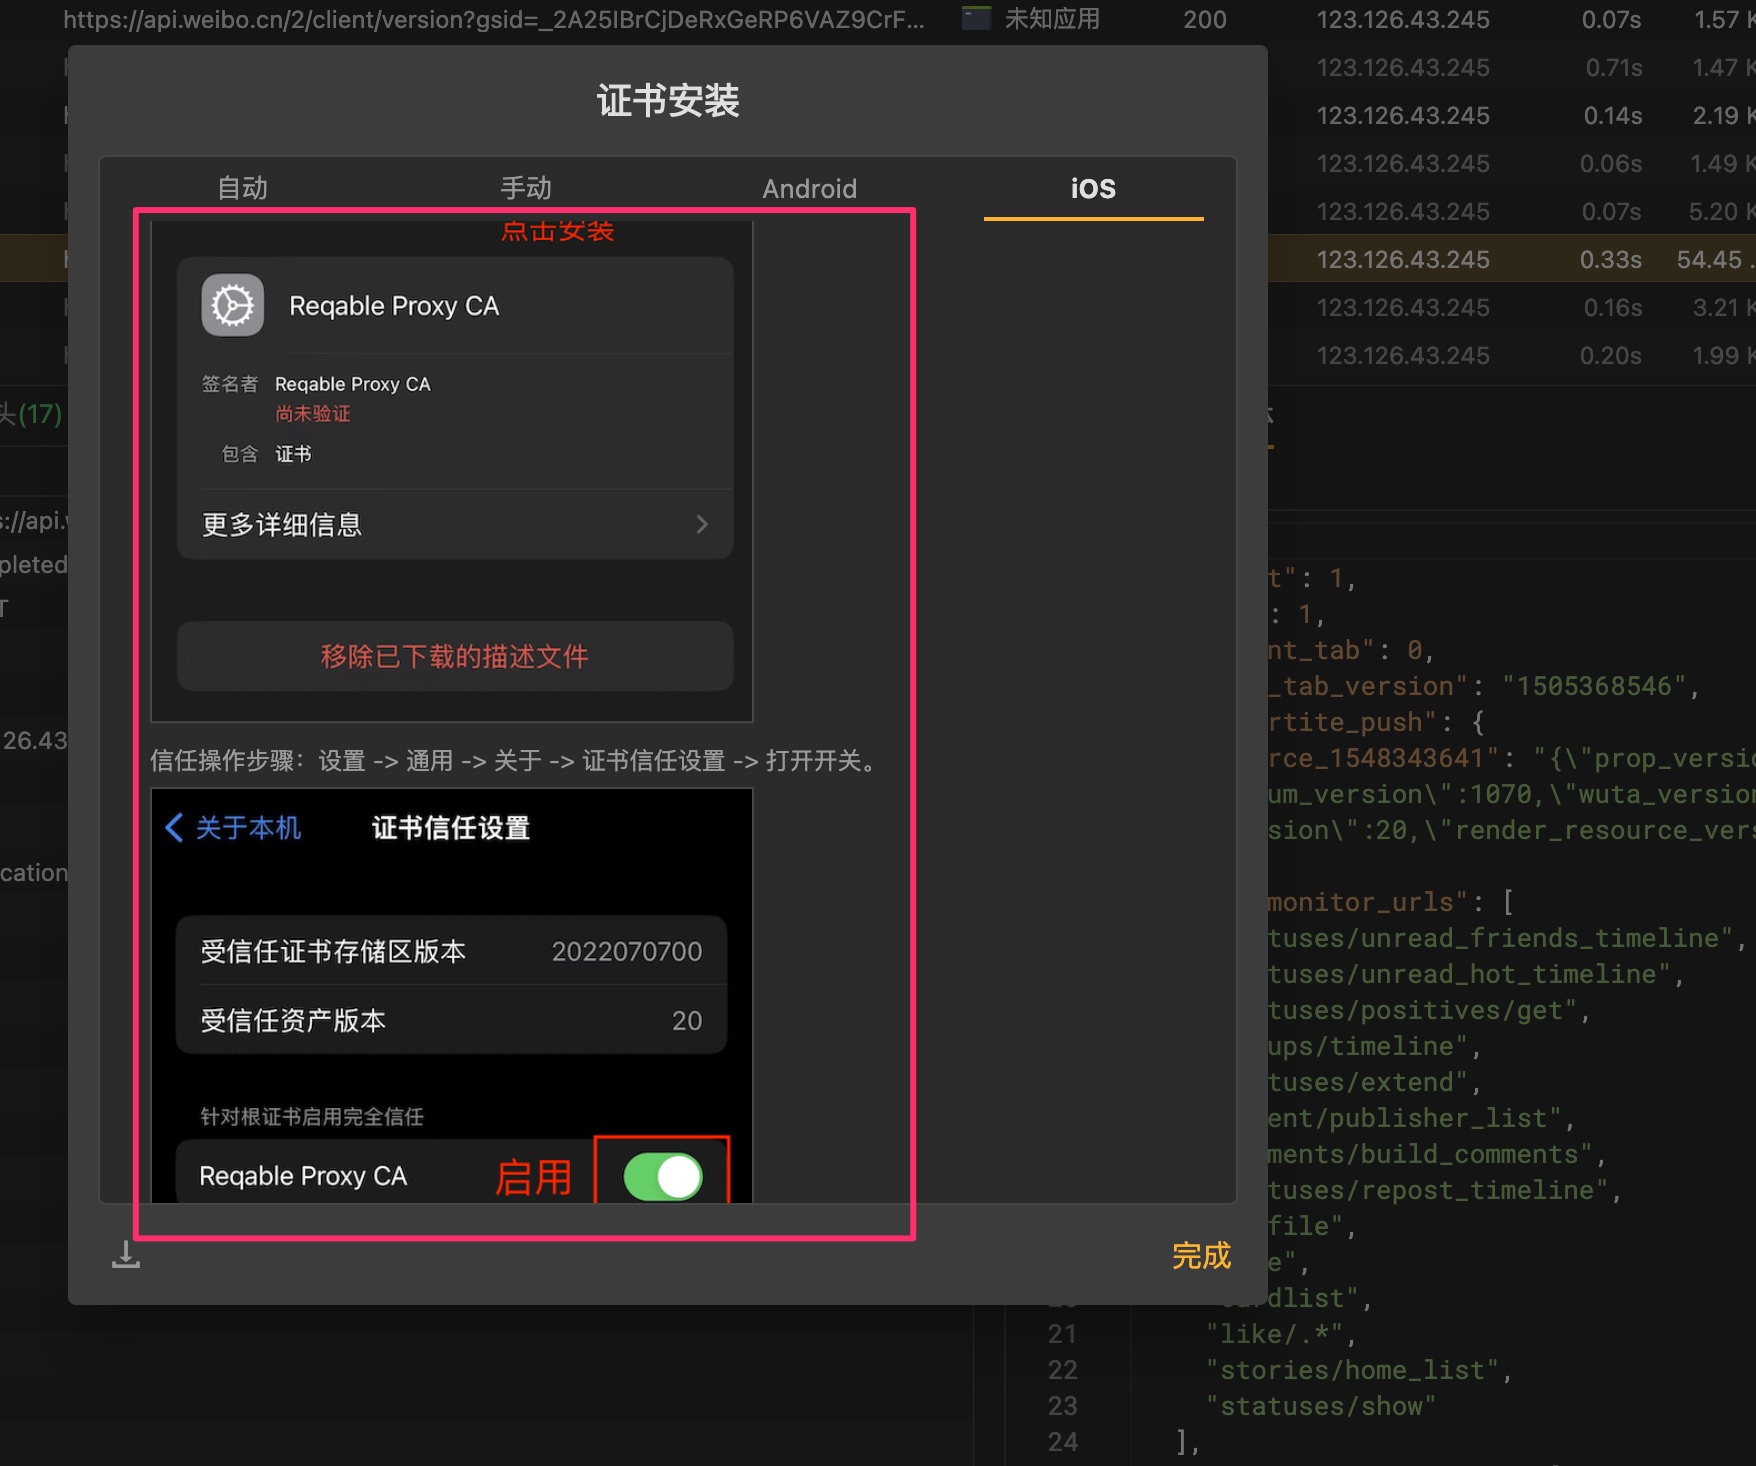 https://api.weibo.cn/2/client/version?gsid=_2A25IBrCjDeRxGeRP6VAZ9CrF... 未知应用 200 123.126.43.245 0.07s 1.57 K
123.126.43.245 0.71s 1.47 K
证书安装
123.126.43.245 0.14s 2.19 K
123.126.43.245 0.06s 1.49 K
自动 手动 Android iOS
123.126.43.245 0.07s 5.20 K
点击安装
123.126.43.245 0.33s 54.45 .
Reqable Proxy CA
123.126.43.245 0.16s 3.21 K
123.126.43.245 0.20s 1.99 K
签名者 Reqable Proxy CA
头(17)
尚未验证
包含 证书
s://api.w
更多详细信息
pleted
T
移除已下载的描述文件
26.43
信任操作步骤：设置 -> 通用 -> 关于 -> 证书信任设置 -> 打开开关。
关于本机 证书信任设置
cation
受信任证书存储区版本 2022070700
受信任资产版本 20
针对根证书启用完全信任
Reqable Proxy CA 启用
完成
t": 1,
: 1,
nt_tab": 0,
_tab_version": "1505368546",
rtite_push": {
rce_1548343641": "{\"prop_versio
um_version\":1070,\"wuta_version
sion\":20,\"render_resource_vers
monitor_urls": [
tuses/unread_friends_timeline",
tuses/unread_hot_timeline",
tuses/positives/get",
ups/timeline",
tuses/extend",
ent/publisher_list",
ments/build_comments",
tuses/repost_timeline",
file",
e",
cardlist",
21 "like/.*",
22 "stories/home_list",
23 "statuses/show"
24 ],